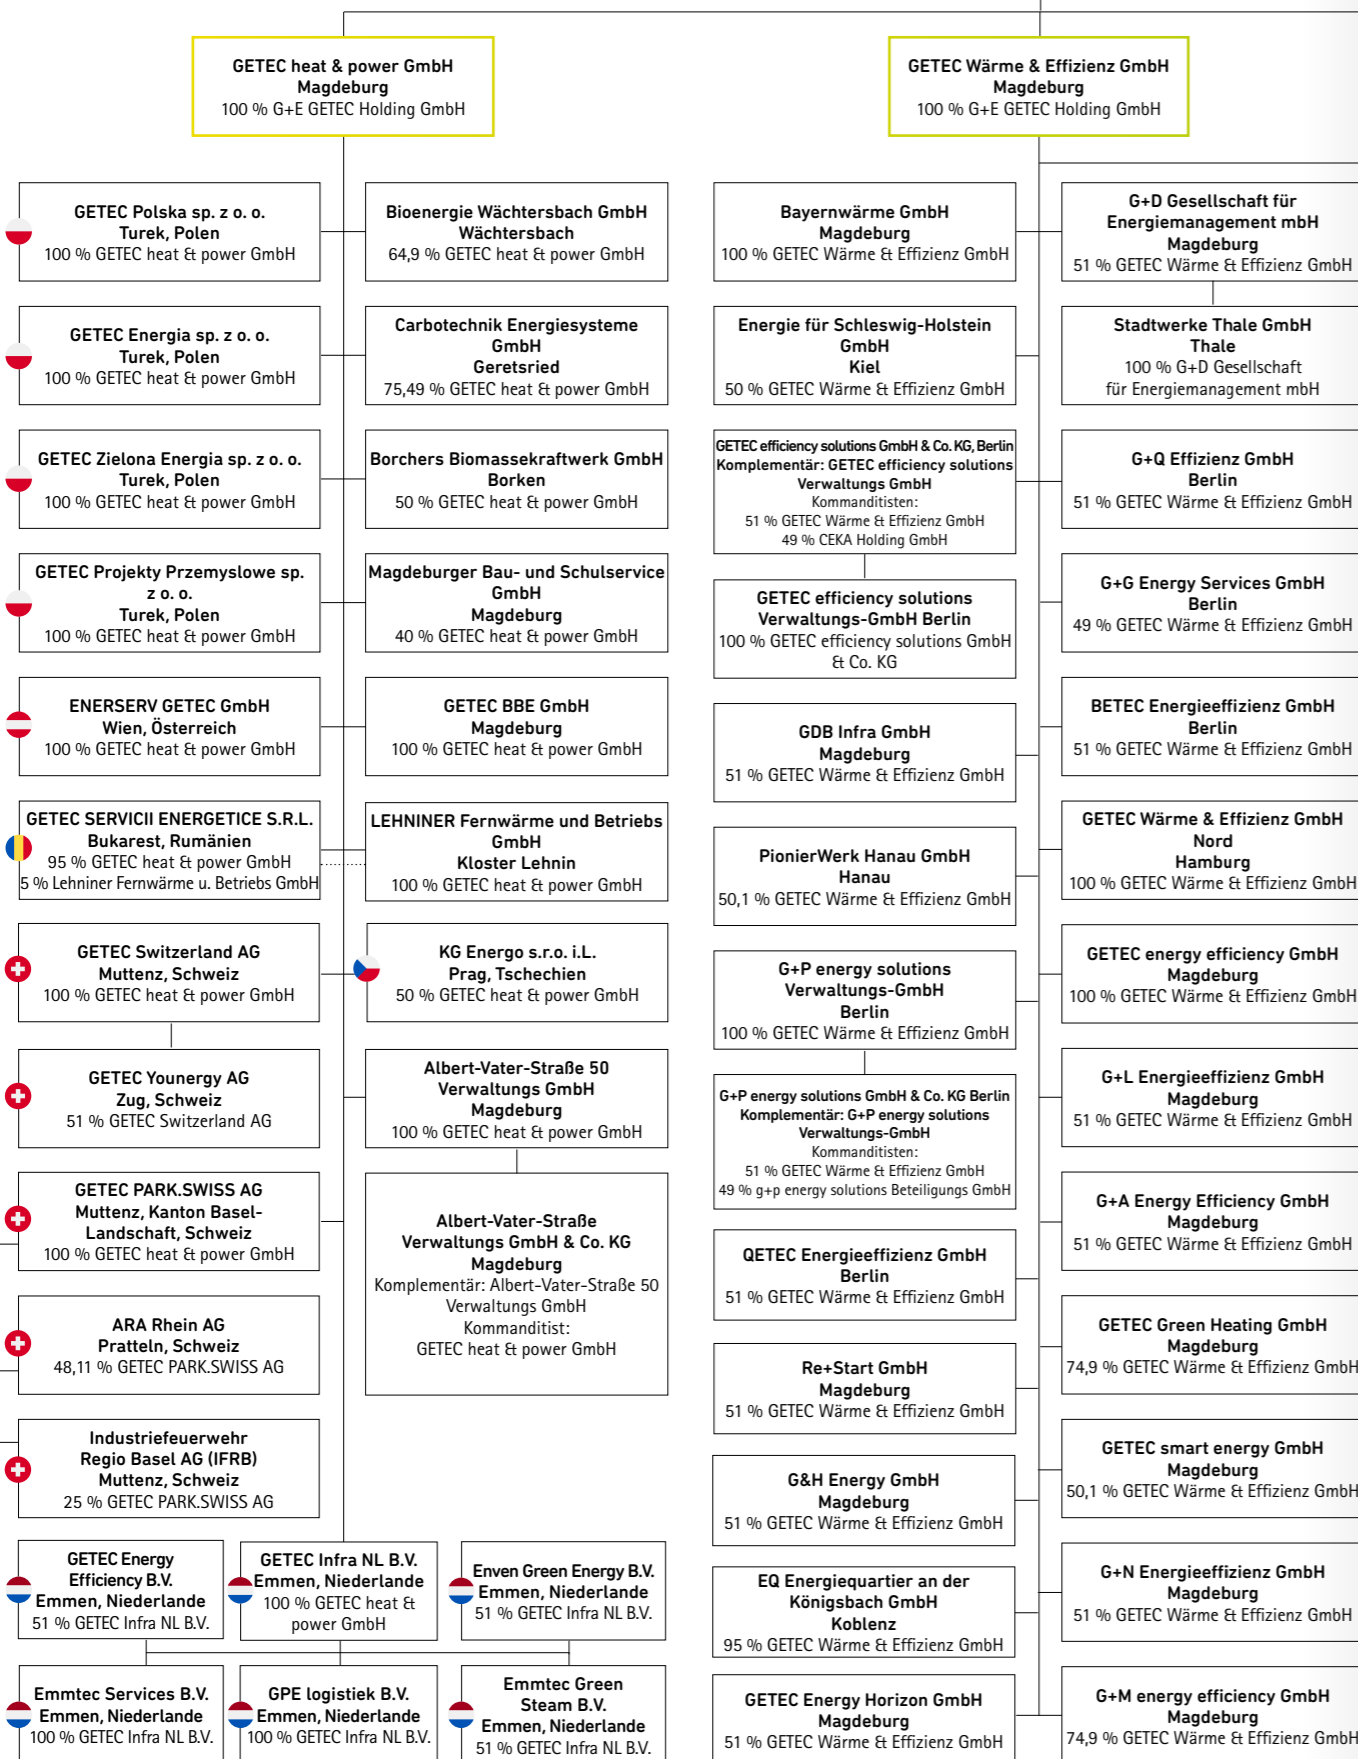 GETEC heat & power GmbH
Magdeburg
100 % G+E GETEC Holding GmbH
GETEC Wärme & Effizienz GmbH
Magdeburg
100 % G+E GETEC Holding GmbH
GETEC Polska sp. z o. o.
Turek, Polen
100 % GETEC heat & power GmbH
Bioenergie Wächtersbach GmbH
Wächtersbach
64,9 % GETEC heat & power GmbH
Bayernwärme GmbH
Magdeburg
100 % GETEC Wärme & Effizienz GmbH
G+D Gesellschaft für
Energiemanagement mbH
Magdeburg
51 % GETEC Wärme & Effizienz GmbH
GETEC Energia sp. z o. o.
Turek, Polen
100 % GETEC heat & power GmbH
Carbotechnik Energiesysteme
GmbH
Geretsried
75,49 % GETEC heat & power GmbH
Energie für Schleswig-Holstein
GmbH
Kiel
50 % GETEC Wärme & Effizienz GmbH
Stadtwerke Thale GmbH
Thale
100 % G+D Gesellschaft
für Energiemanagement mbH
GETEC Zielona Energia sp. z o. o.
Turek, Polen
100 % GETEC heat & power GmbH
Borchers Biomassekraftwerk GmbH
Borken
50 % GETEC heat & power GmbH
GETEC efficiency solutions GmbH & Co. KG, Berlin
Komplementär: GETEC efficiency solutions
Verwaltungs GmbH
Kommanditisten:
51 % GETEC Wärme & Effizienz GmbH
49 % CEKA Holding GmbH
G+Q Effizienz GmbH
Berlin
51 % GETEC Wärme & Effizienz GmbH
GETEC Projekty Przemyslowe sp.
z o. o.
Turek, Polen
100 % GETEC heat & power GmbH
Magdeburger Bau- und Schulservice
GmbH
Magdeburg
40 % GETEC heat & power GmbH
GETEC efficiency solutions
Verwaltungs-GmbH Berlin
100 % GETEC efficiency solutions GmbH
& Co. KG
G+G Energy Services GmbH
Berlin
49 % GETEC Wärme & Effizienz GmbH
ENERSERV GETEC GmbH
Wien, Österreich
100 % GETEC heat & power GmbH
GETEC BBE GmbH
Magdeburg
100 % GETEC heat & power GmbH
GDB Infra GmbH
Magdeburg
51 % GETEC Wärme & Effizienz GmbH
BETEC Energieeffizienz GmbH
Berlin
51 % GETEC Wärme & Effizienz GmbH
GETEC SERVICII ENERGETICE S.R.L.
Bukarest, Rumänien
95 % GETEC heat & power GmbH
5 % Lehniner Fernwärme u. Betriebs GmbH
LEHNINER Fernwärme und Betriebs
GmbH
Kloster Lehnin
100 % GETEC heat & power GmbH
PionierWerk Hanau GmbH
Hanau
50,1 % GETEC Wärme & Effizienz GmbH
GETEC Wärme & Effizienz GmbH
Nord
Hamburg
100 % GETEC Wärme & Effizienz GmbH
GETEC Switzerland AG
Muttenz, Schweiz
100 % GETEC heat & power GmbH
KG Energo s.r.o. i.L.
Prag, Tschechien
50 % GETEC heat & power GmbH
G+P energy solutions
Verwaltungs-GmbH
Berlin
100 % GETEC Wärme & Effizienz GmbH
GETEC energy efficiency GmbH
Magdeburg
100 % GETEC Wärme & Effizienz GmbH
GETEC Younergy AG
Zug, Schweiz
51 % GETEC Switzerland AG
Albert-Vater-Straße 50
Verwaltungs GmbH
Magdeburg
100 % GETEC heat & power GmbH
G+P energy solutions GmbH & Co. KG Berlin
Komplementär: G+P energy solutions
Verwaltungs-GmbH
Kommanditisten:
51 % GETEC Wärme & Effizienz GmbH
49 % g+p energy solutions Beteiligungs GmbH
G+L Energieeffizienz GmbH
Magdeburg
51 % GETEC Wärme & Effizienz GmbH
GETEC PARK.SWISS AG
Muttenz, Kanton Basel-
Landschaft, Schweiz
100 % GETEC heat & power GmbH
Albert-Vater-Straße
Verwaltungs GmbH & Co. KG
Magdeburg
Komplementär: Albert-Vater-Straße 50
Verwaltungs GmbH
Kommanditist:
GETEC heat & power GmbH
QETEC Energieeffizienz GmbH
Berlin
51 % GETEC Wärme & Effizienz GmbH
G+A Energy Efficiency GmbH
Magdeburg
51 % GETEC Wärme & Effizienz GmbH
ARA Rhein AG
Pratteln, Schweiz
48,11 % GETEC PARK.SWISS AG
Re+Start GmbH
Magdeburg
51 % GETEC Wärme & Effizienz GmbH
GETEC Green Heating GmbH
Magdeburg
74,9 % GETEC Wärme & Effizienz GmbH
Industriefeuerwehr
Regio Basel AG (IFRB)
Muttenz, Schweiz
25 % GETEC PARK.SWISS AG
G&H Energy GmbH
Magdeburg
51 % GETEC Wärme & Effizienz GmbH
GETEC smart energy GmbH
Magdeburg
50,1 % GETEC Wärme & Effizienz GmbH
GETEC Energy
Efficiency B.V.
Emmen, Niederlande
51 % GETEC Infra NL B.V.
GETEC Infra NL B.V.
Emmen, Niederlande
100 % GETEC heat &
power GmbH
Enven Green Energy B.V.
Emmen, Niederlande
51 % GETEC Infra NL B.V.
EQ Energiequartier an der
Königsbach GmbH
Koblenz
95 % GETEC Wärme & Effizienz GmbH
G+N Energieeffizienz GmbH
Magdeburg
51 % GETEC Wärme & Effizienz GmbH
Emmtec Services B.V.
Emmen, Niederlande
100 % GETEC Infra NL B.V.
GPE logistiek B.V.
Emmen, Niederlande
100 % GETEC Infra NL B.V.
Emmtec Green
Steam B.V.
Emmen, Niederlande
51 % GETEC Infra NL B.V.
GETEC Energy Horizon GmbH
Magdeburg
51 % GETEC Wärme & Effizienz GmbH
G+M energy efficiency GmbH
Magdeburg
74,9 % GETEC Wärme & Effizienz GmbH